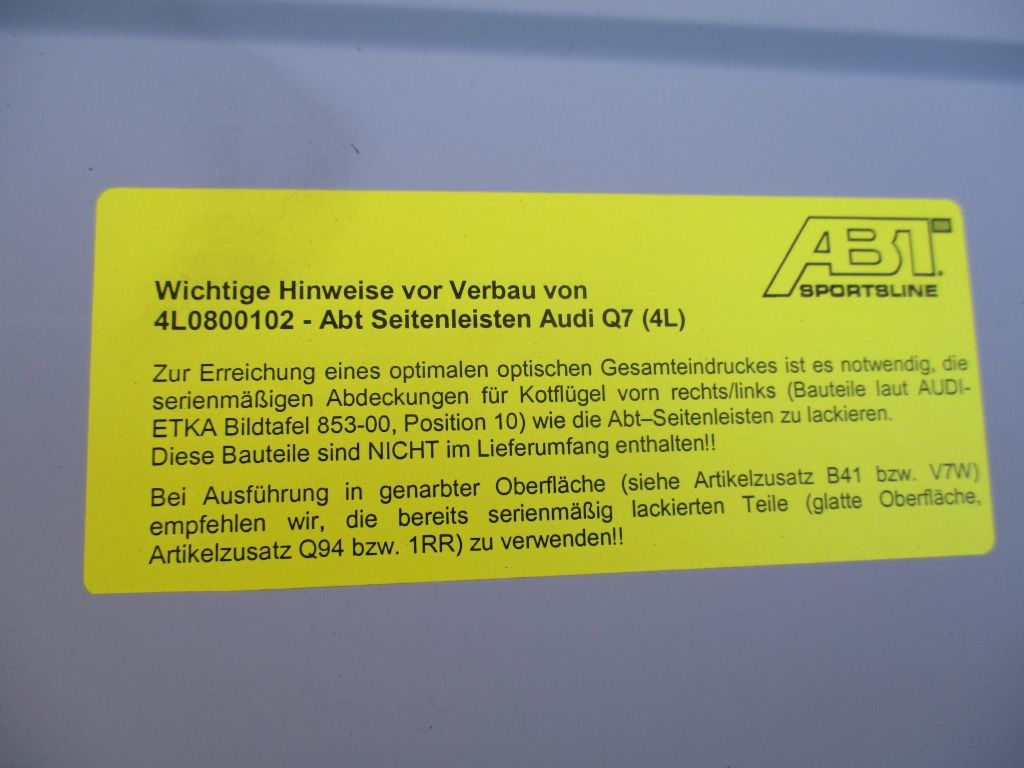 ABT
SPORTSLINE
Wichtige Hinweise vor Verbau von
4L0800102 - Abt Seitenleisten Audi Q7 (4L)
Zur Erreichung eines optimalen optischen Gesamteindruckes ist es notwendig, die
serienmäßigen Abdeckungen für Kotflügel vorn rechts/links (Bauteile laut AUDI-
ETKA Bildtafel 853-00, Position 10) wie die Abt–Seitenleisten zu lackieren.
Diese Bauteile sind NICHT im Lieferumfang enthalten!!
Bei Ausführung in genarbter Oberfläche (siehe Artikelzusatz B41 bzw. V7W)
empfehlen wir, die bereits serienmäßig lackierten Teile (glatte Oberfläche,
Artikelzusatz Q94 bzw. 1RR) zu verwenden!!